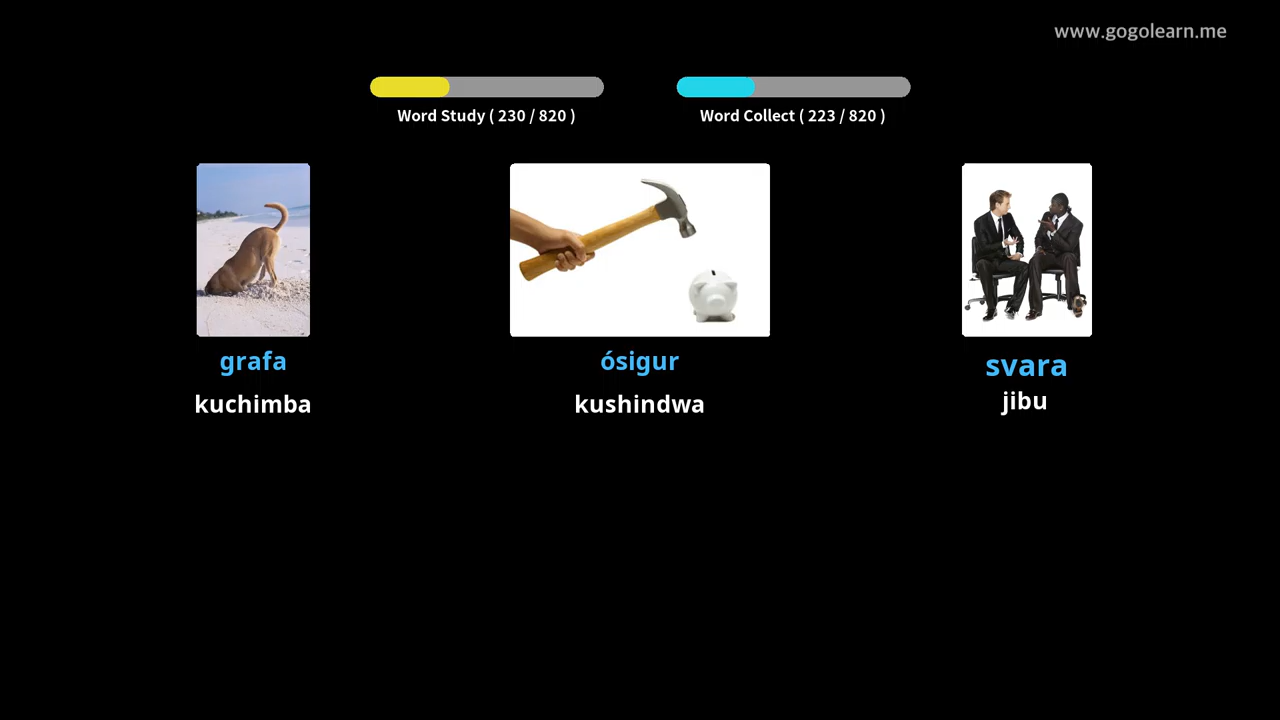 www.gogolearn.me
Word Study ( 230 / 820 )
Word Collect ( 223 / 820 )
grafa
kuchimba
ósigur
kushindwa
svara
jibu